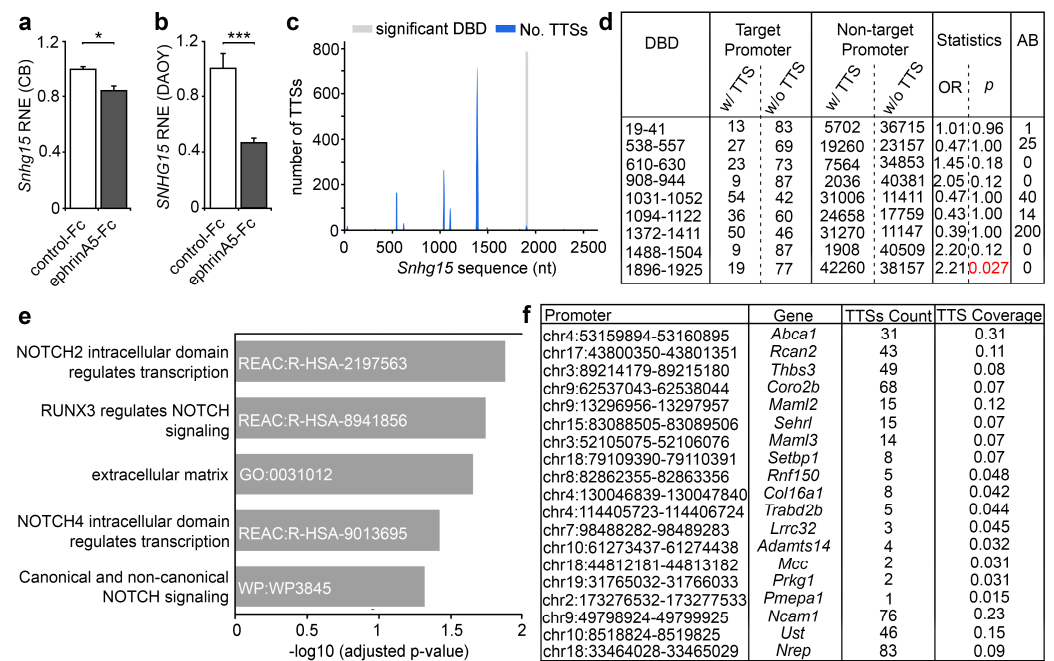 a
*
1.2
0.8
0.4
0
Snhg15 RNE (CB)
control-Fc
ephrinA5-Fc
b
***
1.2
0.8
0.4
0
SNHG15 RNE (DAOY)
control-Fc
ephrinA5-Fc
c
significant DBD
No. TTSs
number of TTSs
800
600
400
200
0
0 500 1000 1500 2000 2500
Snhg15 sequence (nt)
d
DBD Target Promoter Non-target Promoter Statistics AB
w/ TTS w/o TTS w/ TTS w/o TTS OR p
19-41 13 83 5702 36715 1.01 0.96 1
538-557 27 69 19260 23157 0.47 1.00 25
610-630 23 73 7564 34853 1.45 0.18 0
908-944 9 87 2036 40381 2.05 0.12 0
1031-1052 54 42 31006 11411 0.47 1.00 40
1094-1122 36 60 24658 17759 0.43 1.00 14
1372-1411 50 46 31270 11147 0.39 1.00 200
1488-1504 9 87 1908 40509 2.20 0.12 0
1896-1925 19 77 42260 38157 2.21 0.027 0
e
NOTCH2 intracellular domain
regulates transcription
REAC:R-HSA-2197563
RUNX3 regulates NOTCH
signaling
REAC:R-HSA-8941856
extracellular matrix
GO:0031012
NOTCH4 intracellular domain
regulates transcription
REAC:R-HSA-9013695
Canonical and non-canonical
NOTCH signaling
WP:WP3845
0 0.5 1 1.5 2
-log10 (adjusted p-value)
f
Promoter Gene TTSs Count TTS Coverage
chr4:53159894-53160895 Abca1 31 0.31
chr17:43800350-43801351 Rcan2 43 0.11
chr3:89214179-89215180 Thbs3 49 0.08
chr9:62537043-62538044 Coro2b 68 0.07
chr9:13296956-13297957 Maml2 15 0.12
chr15:83088505-83089506 Sehrl 15 0.07
chr3:52105075-52106076 Maml3 14 0.07
chr18:79109390-79110391 Setbp1 8 0.07
chr8:82862355-82863356 Rnf150 5 0.048
chr4:130046839-130047840 Col16a1 8 0.042
chr4:114405723-114406724 Trabd2b 5 0.044
chr7:98488282-98489283 Lrrc32 3 0.045
chr10:61273437-61274438 Adamts14 4 0.032
chr18:44812181-44813182 Mcc 2 0.031
chr19:31765032-31766033 Prkg1 2 0.031
chr2:173276532-173277533 Pmepa1 1 0.015
chr9:49798924-49799925 Ncam1 76 0.23
chr10:8518824-8519825 Ust 46 0.15
chr18:33464028-33465029 Nrep 83 0.09